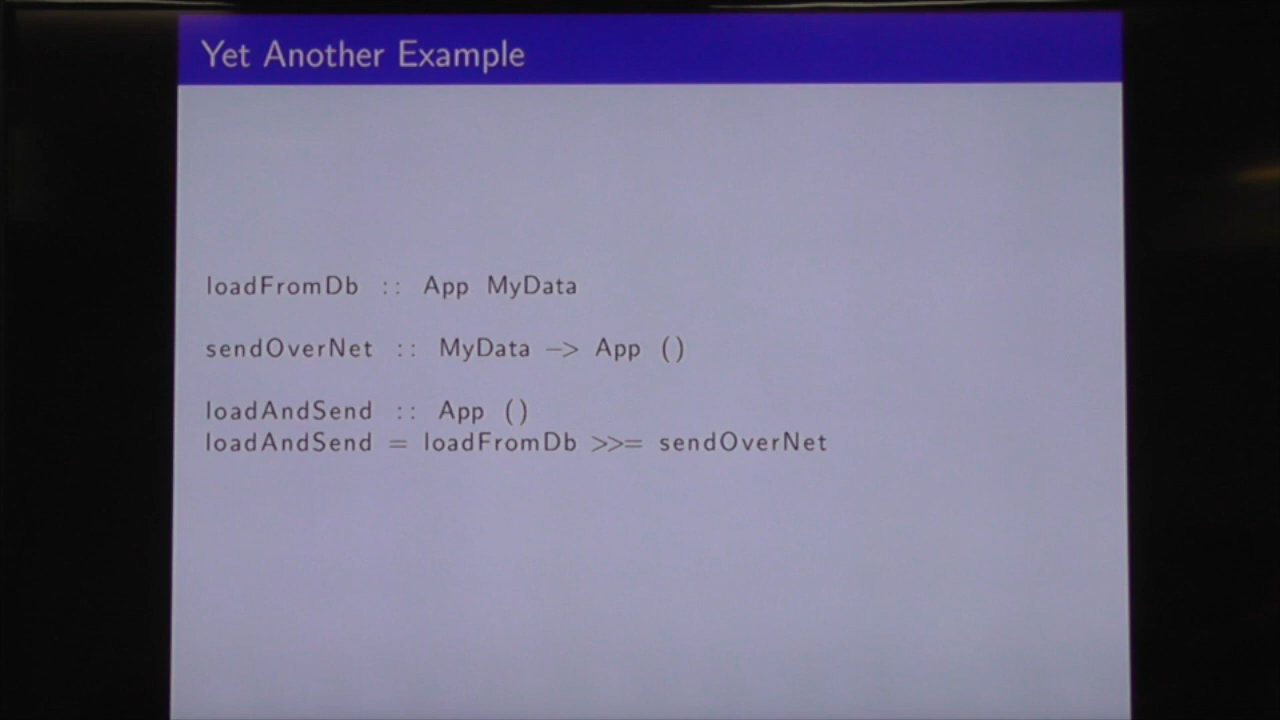 Yet Another Example
loadFromDb :: App MyData
sendOverNet :: MyData -> App ()
loadAndSend :: App ()
loadAndSend = loadFromDb >>= sendOverNet